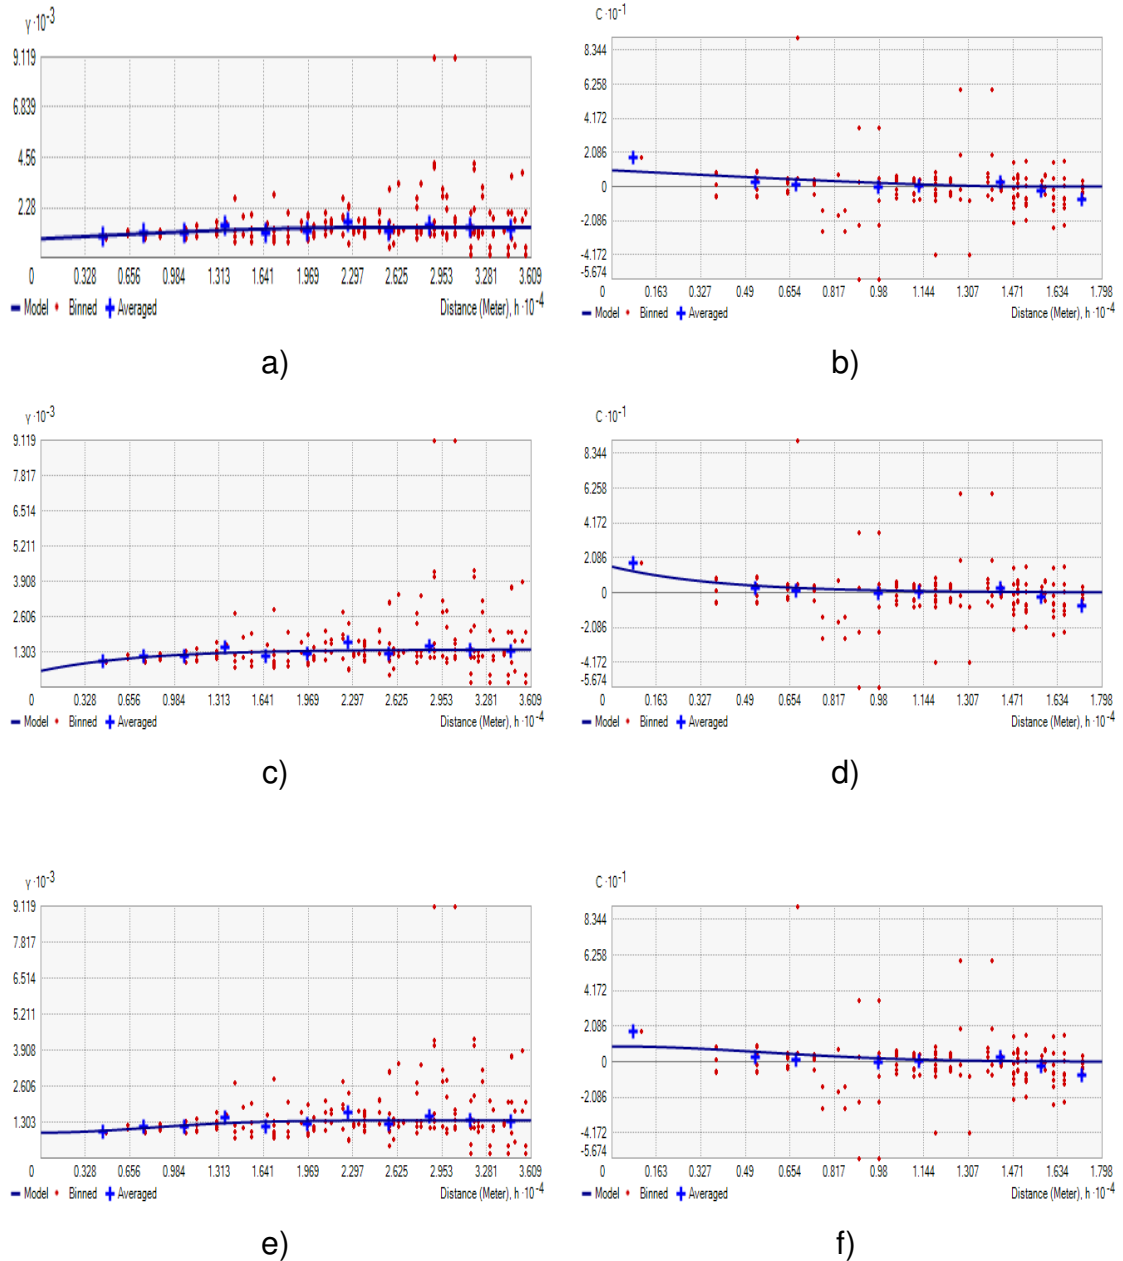 γ·10⁻³
9.119
6.839
4.56
2.28
0 0.328 0.656 0.984 1.313 1.641 1.969 2.297 2.625 2.953 3.281 3.609
Model Binned Averaged Distance (Meter), h·10⁻⁴
a)
C·10⁻¹
8.344
6.258
4.172
2.086
0
-2.086
-4.172
-5.674
0 0.163 0.327 0.49 0.654 0.817 0.98 1.144 1.307 1.471 1.634 1.798
Model Binned Averaged Distance (Meter), h·10⁻⁴
b)
γ·10⁻³
9.119
7.817
6.514
5.211
3.908
2.606
1.303
0 0.328 0.656 0.984 1.313 1.641 1.969 2.297 2.625 2.953 3.281 3.609
Model Binned Averaged Distance (Meter), h·10⁻⁴
c)
C·10⁻¹
8.344
6.258
4.172
2.086
0
-2.086
-4.172
-5.674
0 0.163 0.327 0.49 0.654 0.817 0.98 1.144 1.307 1.471 1.634 1.798
Model Binned Averaged Distance (Meter), h·10⁻⁴
d)
γ·10⁻³
9.119
7.817
6.514
5.211
3.908
2.606
1.303
0 0.328 0.656 0.984 1.313 1.641 1.969 2.297 2.625 2.953 3.281 3.609
Model Binned Averaged Distance (Meter), h·10⁻⁴
e)
C·10⁻¹
8.344
6.258
4.172
2.086
0
-2.086
-4.172
-5.674
0 0.163 0.327 0.49 0.654 0.817 0.98 1.144 1.307 1.471 1.634 1.798
Model Binned Averaged Distance (Meter), h·10⁻⁴
f)